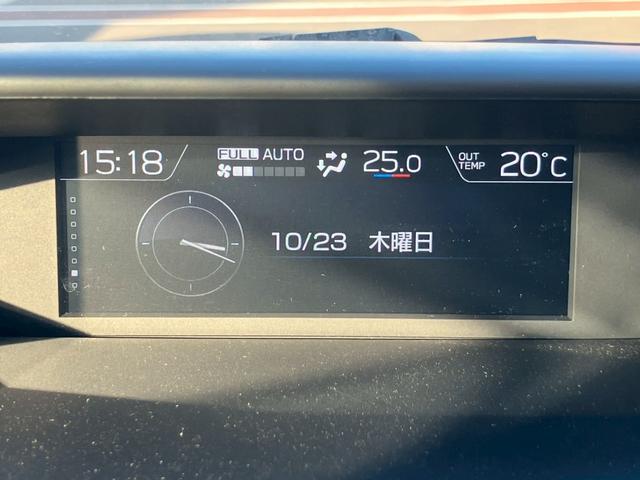 15:18
FULL AUTO
25.0
OUT TEMP 20°C
10/23 木曜日